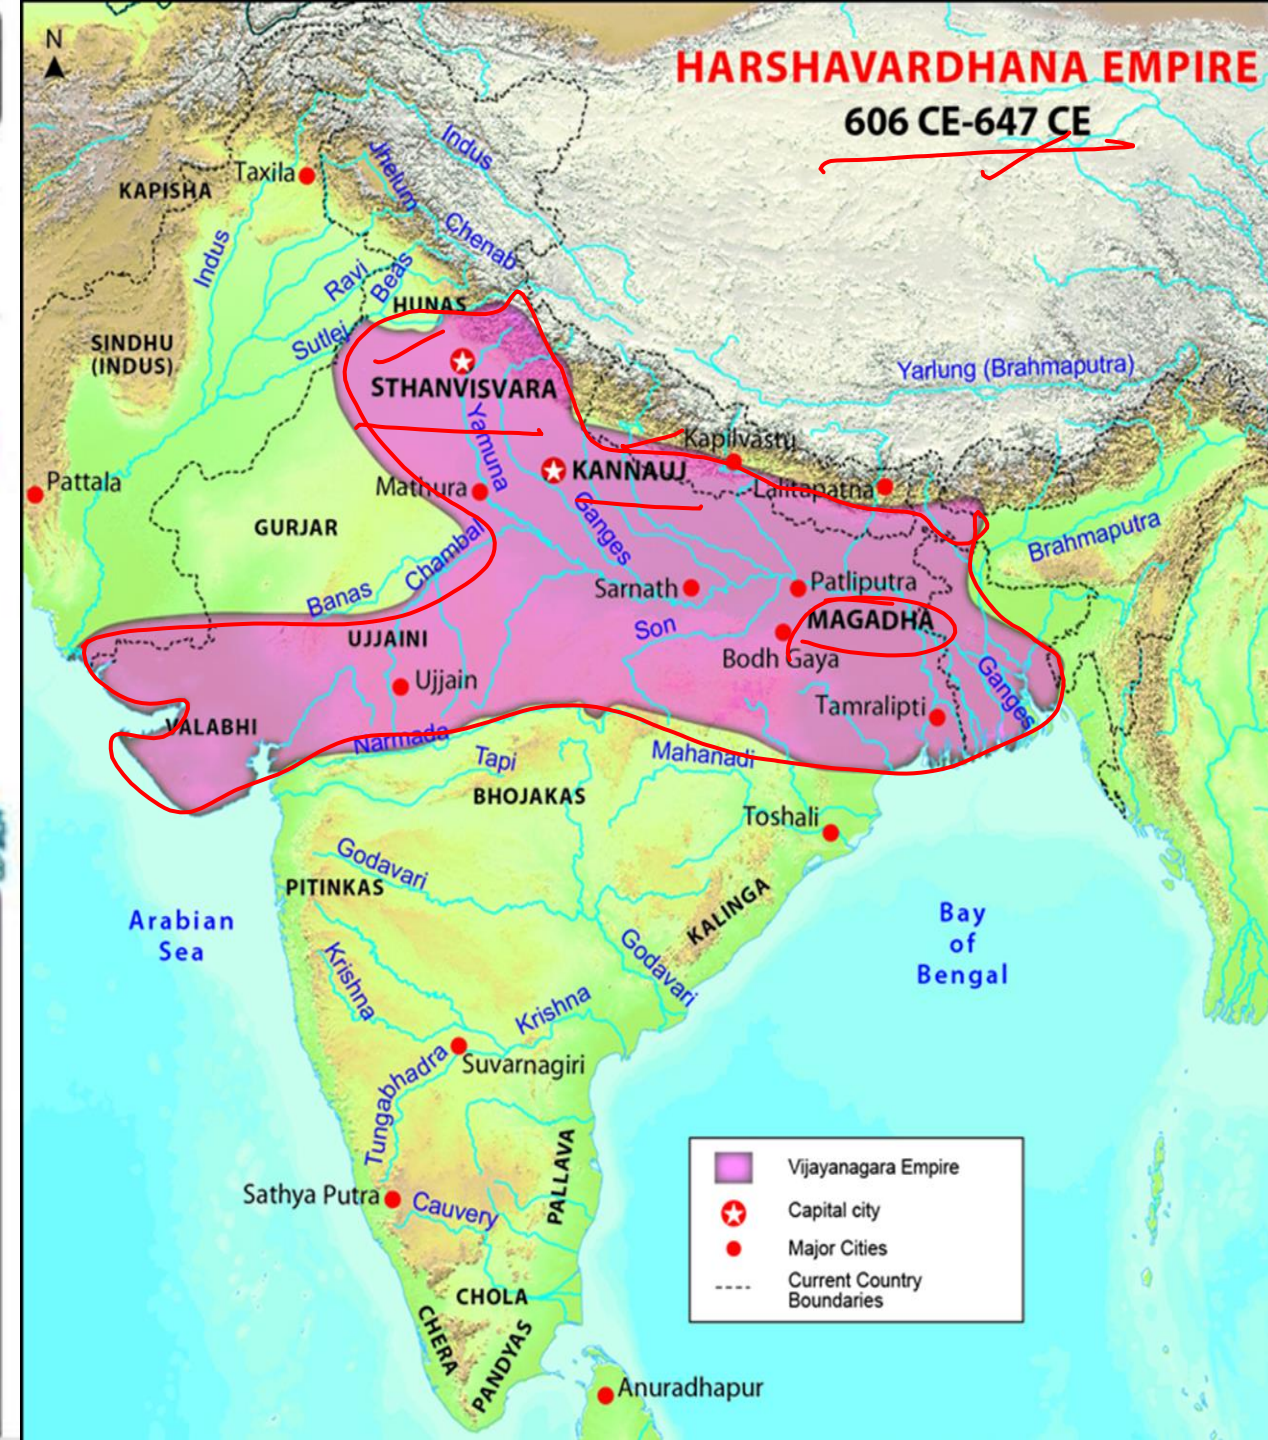 N
HARSHAVARDHANA EMPIRE
606 CE-647 CE
Indus
Jhelum
Taxila
KAPISHA
Chenab
Indus
Ravi
Beas
HUNAS
SINDHU
(INDUS)
Sutlej
Yarlung (Brahmaputra)
STHANVISVARA
Yamuna
Kapilvastu
KANNAUJ
Pattala
Mathura
Lalitapatna
GURJAR
Ganges
Brahmaputra
Chambal
Banas
Sarnath
Patliputra
MAGADHA
UJJAINI
Son
Bodh Gaya
Ujjain
Ganges
Tamralipti
VALABHI
Narmada
Tapi
Mahanadi
BHOJAKAS
Toshali
Godavari
PITINKAS
KALINGA
Arabian
Sea
Bay
of
Bengal
Godavari
Krishna
Krishna
Suvarnagiri
Tungabhadra
PALLAVA
Vijayanagara Empire
Sathya Putra
Cauvery
Capital city
Major Cities
Current Country
Boundaries
CHOLA
CHERA
PANDYAS
Anuradhapur